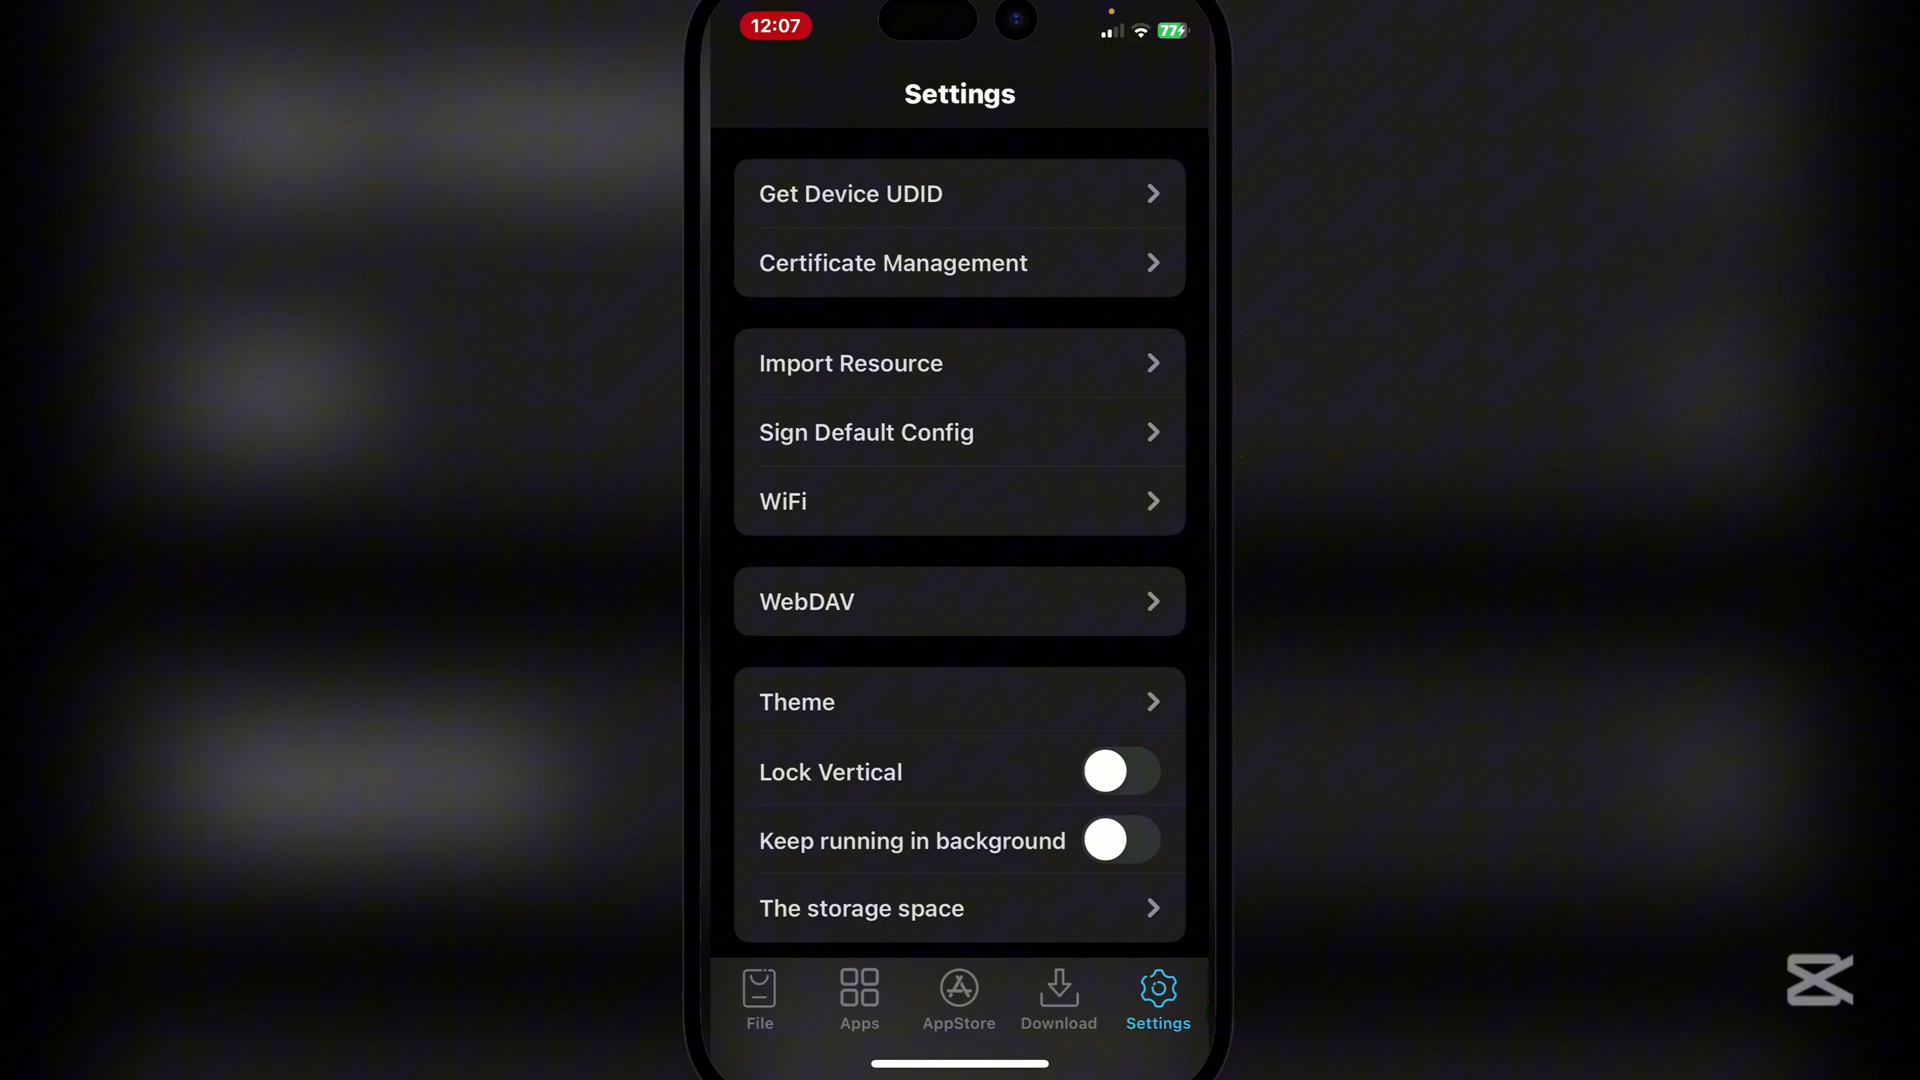 12:07
77
Settings
Get Device UDID
Certificate Management
Import Resource
Sign Default Config
WiFi
WebDAV
Theme
Lock Vertical
Keep running in background
The storage space
File
Apps
AppStore
Download
Settings